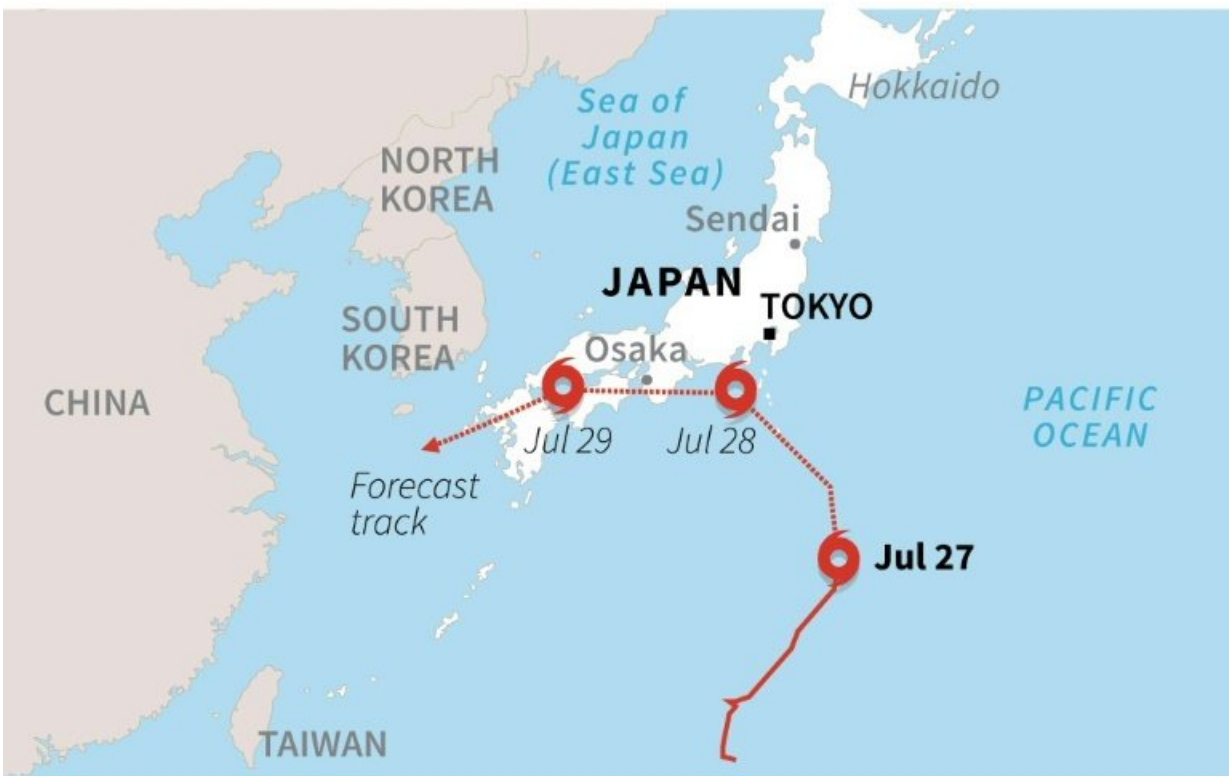 Hokkaido
Sea of
Japan
(East Sea)
NORTH
KOREA
Sendai
JAPAN
TOKYO
SOUTH
KOREA
Osaka
CHINA
PACIFIC
OCEAN
Jul 29
Jul 28
Forecast
track
Jul 27
TAIWAN